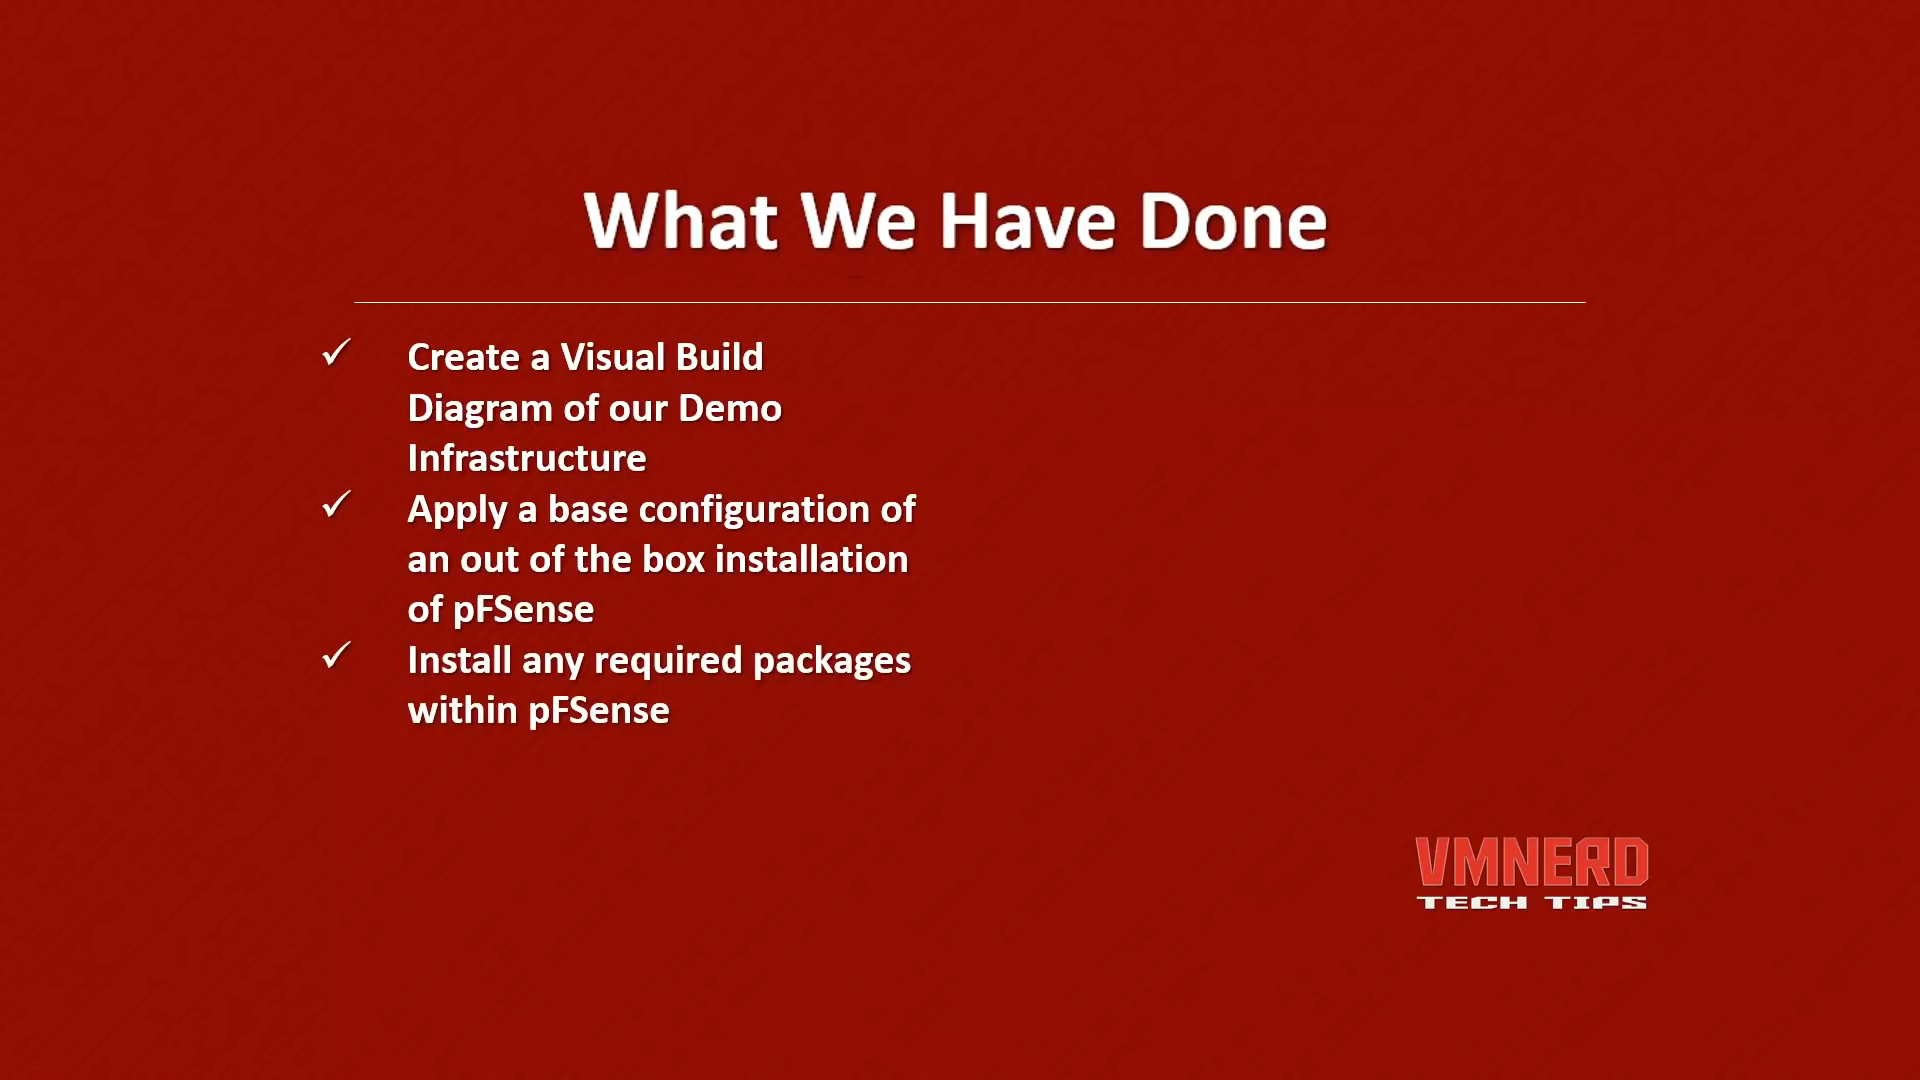 What We Have Done
✓ Create a Visual Build
Diagram of our Demo
Infrastructure
✓ Apply a base configuration of
an out of the box installation
of pFSense
✓ Install any required packages
within pFSense
VMNERD
TECH TIPS